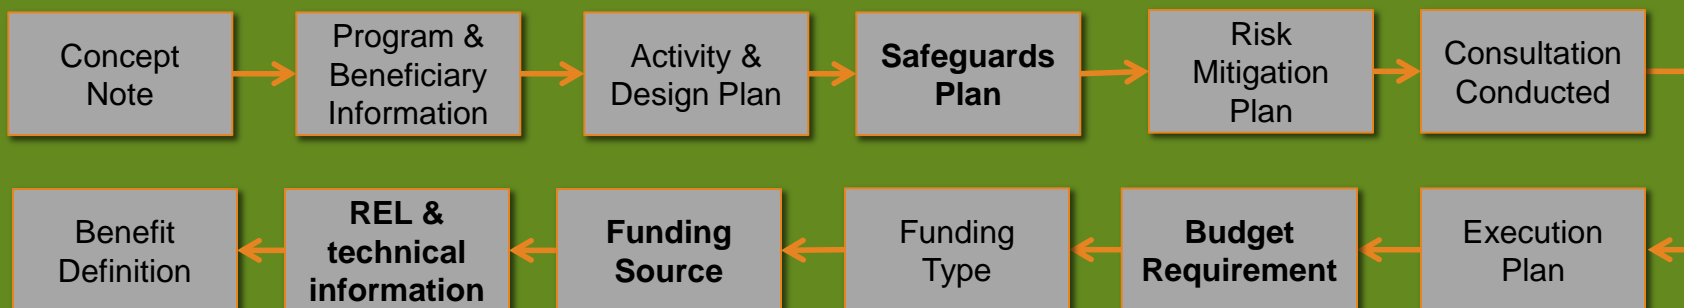 Concept
Note
Program &
Beneficiary
Information
Activity &
Design Plan
Safeguards
Plan
Risk
Mitigation
Plan
Consultation
Conducted
Benefit
Definition
REL &
technical
information
Funding
Source
Funding
Type
Budget
Requirement
Execution
Plan